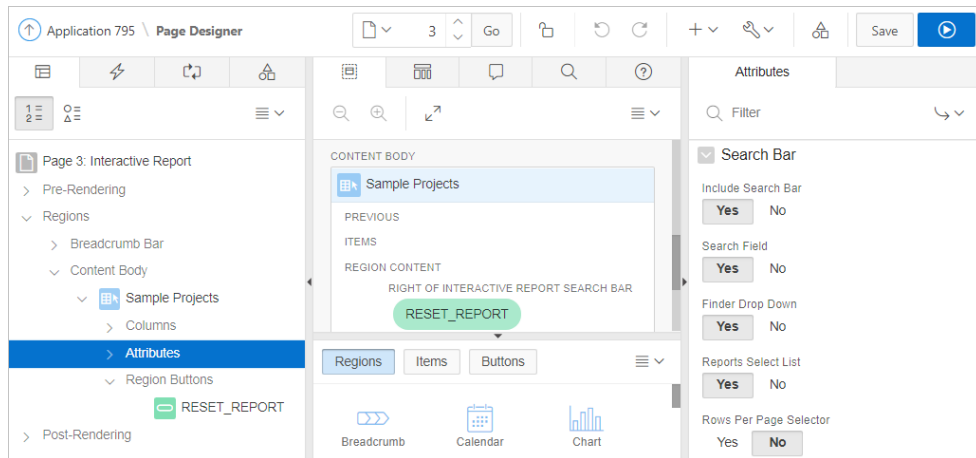 Application 795 \ Page Designer
3
Go
Save
1 =
2 =
Page 3: Interactive Report
Pre-Rendering
Regions
Breadcrumb Bar
Content Body
Sample Projects
Columns
Attributes
Region Buttons
RESET_REPORT
Post-Rendering
CONTENT BODY
Sample Projects
PREVIOUS
ITEMS
REGION CONTENT
RIGHT OF INTERACTIVE REPORT SEARCH BAR
RESET_REPORT
Regions Items Buttons
Breadcrumb Calendar Chart
Attributes
Filter
Search Bar
Include Search Bar
Yes No
Search Field
Yes No
Finder Drop Down
Yes No
Reports Select List
Yes No
Rows Per Page Selector
Yes No